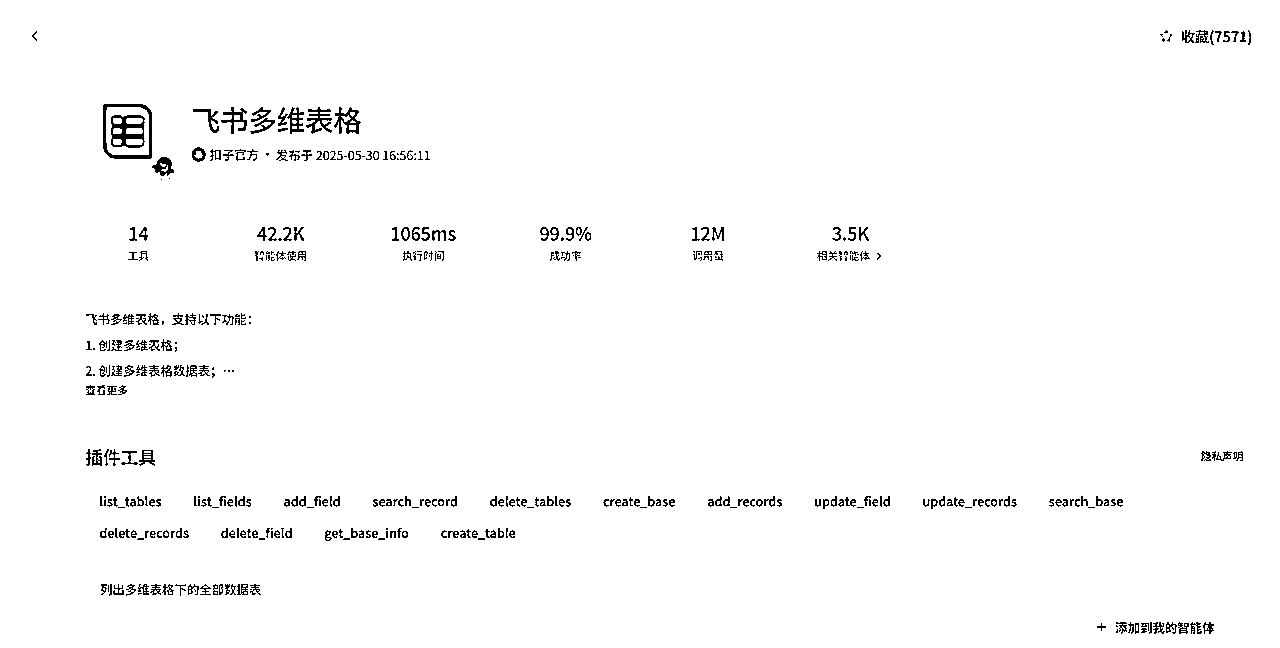 收藏(7571)
飞书多维表格
扣子官方 · 发布于 2025-05-30 16:56:11
14 42.2K 1065ms 99.9% 12M 3.5K
工具 智能体使用 执行时间 成功率 调用量 相关智能体
飞书多维表格，支持以下功能：
1. 创建多维表格；
2. 创建多维表格数据表；…
查看更多
插件工具 隐私声明
list_tables list_fields add_field search_record delete_tables create_base add_records update_field update_records search_base
delete_records delete_field get_base_info create_table
列出多维表格下的全部数据表
+ 添加到我的智能体